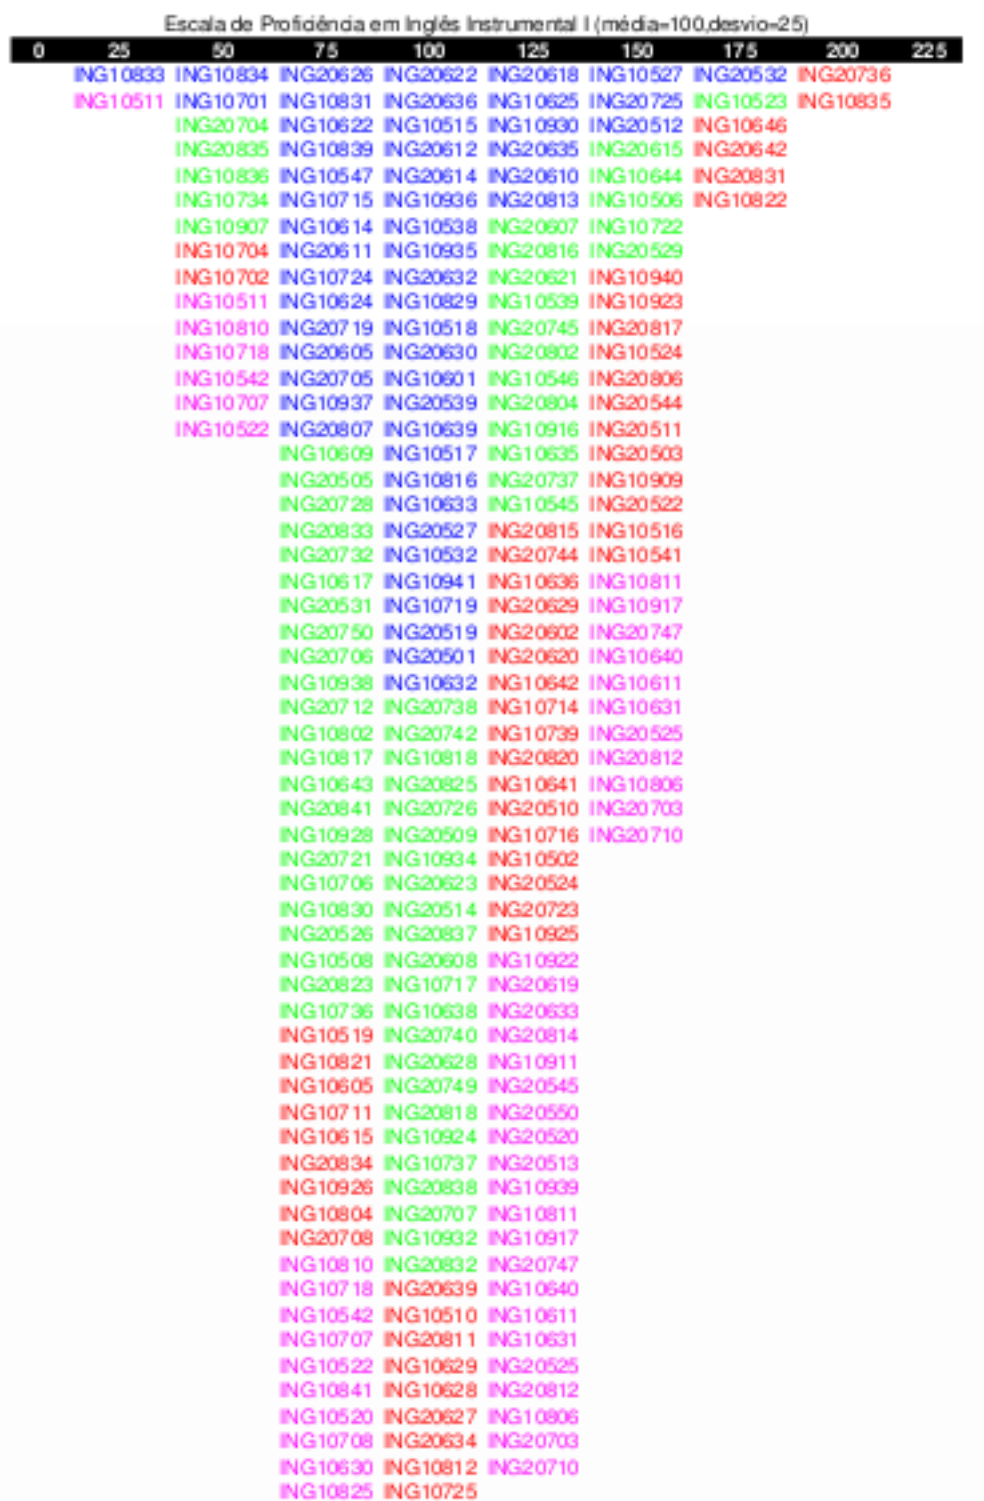 Escala de Proficiência em Inglês Instrumental I (média=100,desvio=25)
0 25 50 75 100 125 150 175 200 225
ING10833 ING10834 ING20626 ING20622 ING20618 ING10527 ING20532 ING20736
ING10511 ING10701 ING10831 ING20636 ING10625 ING20725 ING10523 ING10835
ING20704 ING10622 ING10515 ING10930 ING20512 ING10646
ING20835 ING10839 ING20612 ING20635 ING20615 ING20642
ING10836 ING10547 ING20614 ING20610 ING10644 ING20831
ING10734 ING10715 ING10936 ING20813 ING10506 ING10822
ING10907 ING10614 ING10538 ING20607 ING10722
ING10704 ING20611 ING10935 ING20816 ING20529
ING10702 ING10724 ING20632 ING20621 ING10940
ING10511 ING10624 ING10829 ING10539 ING10923
ING10810 ING20719 ING10518 ING20745 ING20817
ING10718 ING20605 ING20630 ING20802 ING10524
ING10542 ING20705 ING10601 ING10546 ING20806
ING10707 ING10937 ING20539 ING20804 ING20544
ING10522 ING20807 ING10639 ING10916 ING20511
ING10609 ING10517 ING10635 ING20503
ING20505 ING10816 ING20737 ING10909
ING20728 ING10633 ING10545 ING20522
ING20833 ING20527 ING20815 ING10516
ING20732 ING10532 ING20744 ING10541
ING10617 ING10941 ING10636 ING10811
ING20531 ING10719 ING20629 ING10917
ING20750 ING20519 ING20602 ING20747
ING20706 ING20501 ING20620 ING10640
ING10938 ING10632 ING10642 ING10611
ING20712 ING20738 ING10714 ING10631
ING10802 ING20742 ING10739 ING20525
ING10817 ING10818 ING20820 ING20812
ING10643 ING20825 ING10641 ING10806
ING20841 ING20726 ING20510 ING20703
ING10928 ING20509 ING10716 ING20710
ING20721 ING10934 ING10502
ING10706 ING20623 ING20524
ING10830 ING20514 ING20723
ING20526 ING20837 ING10925
ING10508 ING20608 ING10922
ING20823 ING10717 ING20619
ING10736 ING10638 ING20633
ING10519 ING20740 ING20814
ING10821 ING20628 ING10911
ING10605 ING20749 ING20545
ING10711 ING20818 ING20550
ING10615 ING10924 ING20520
ING20834 ING10737 ING20513
ING10926 ING20838 ING10939
ING10804 ING20707 ING10811
ING20708 ING10932 ING10917
ING10810 ING20832 ING20747
ING10718 ING20639 ING10640
ING10542 ING10510 ING10611
ING10707 ING20811 ING10631
ING10522 ING10629 ING20525
ING10841 ING10628 ING20812
ING10520 ING20627 ING10806
ING10708 ING20634 ING20703
ING10630 ING10812 ING20710
ING10825 ING10725